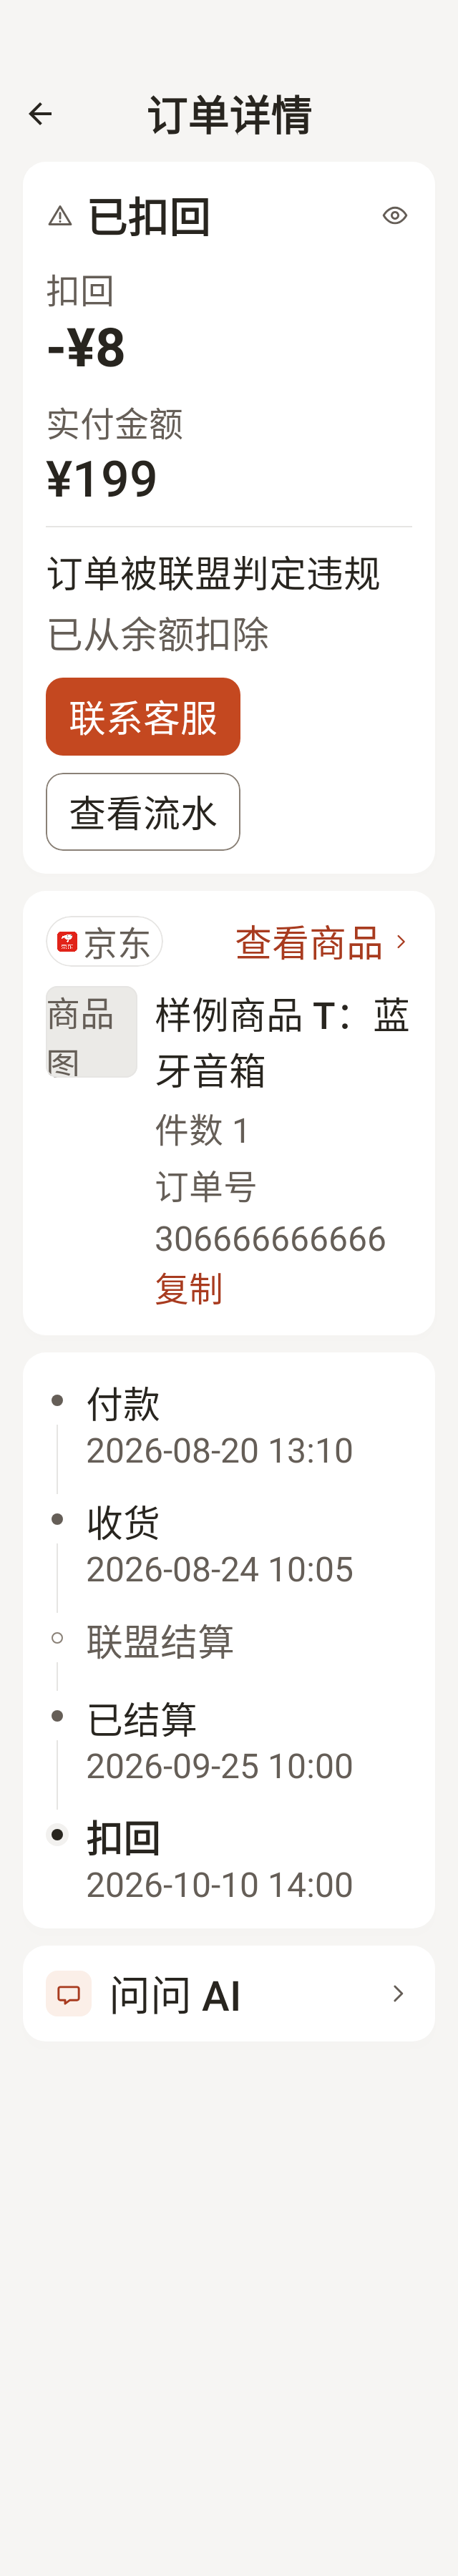 订单详情
已扣回
扣回
-¥8
实付金额
¥199
订单被联盟判定违规
已从余额扣除
联系客服
查看流水
京东
查看商品
商品
图
样例商品 T：蓝
牙音箱
件数 1
订单号
306666666666
复制
付款
2026-08-20 13:10
收货
2026-08-24 10:05
联盟结算
已结算
2026-09-25 10:00
扣回
2026-10-10 14:00
问问 AI